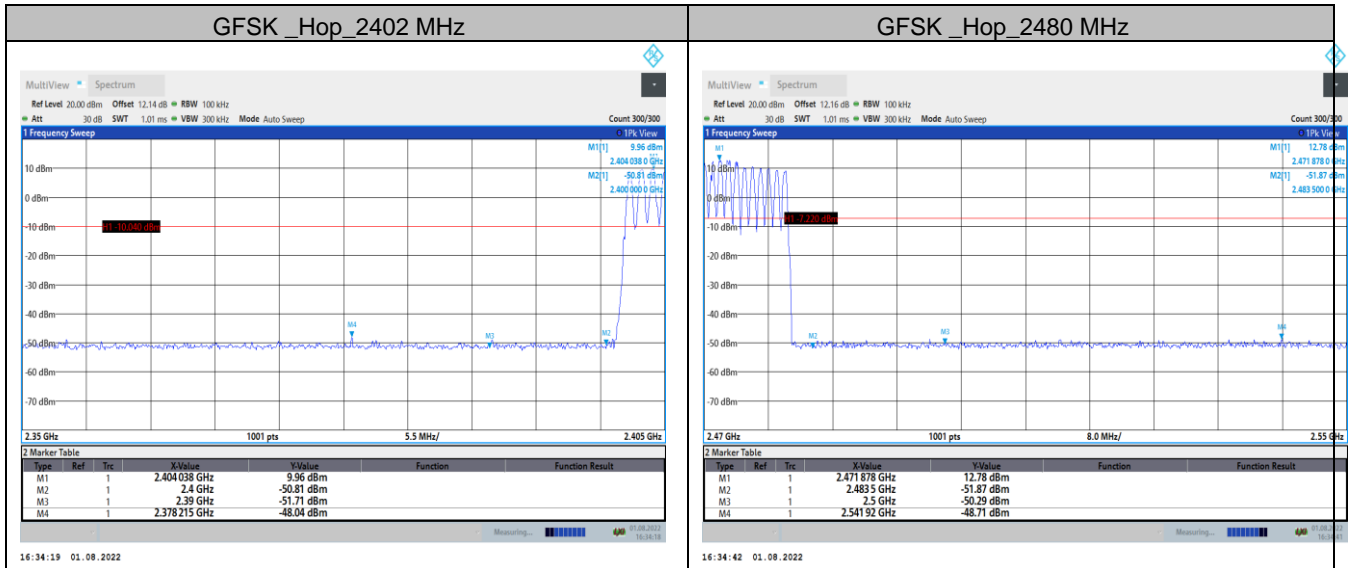 GFSK _Hop_2402 MHz
MultiView Spectrum
Ref Level 20.00 dBm Offset 12.14 dB RBW 100 kHz
Att 30 dB SWT 1.01 ms VBW 300 kHz Mode Auto Sweep Count 300/300
1 Frequency Sweep 1Pk View
M1[1] 9.96 dBm
2.404 038 0 GHz
M2[1] -50.81 dBm
2.400 000 0 GHz
10 dBm
0 dBm
-10 dBm
H1 -10.040 dBm
-20 dBm
-30 dBm
-40 dBm
M4
M3
M2
-50 dBm
-60 dBm
-70 dBm
2.35 GHz 1001 pts 5.5 MHz/ 2.405 GHz
2 Marker Table
Type Ref Trc X-Value Y-Value Function Function Result
M1 1 2.404 038 GHz 9.96 dBm
M2 1 2.4 GHz -50.81 dBm
M3 1 2.39 GHz -51.71 dBm
M4 1 2.378 215 GHz -48.04 dBm
Measuring... 01.08.2022
16:34:18
16:34:19 01.08.2022
GFSK _Hop_2480 MHz
MultiView Spectrum
Ref Level 20.00 dBm Offset 12.16 dB RBW 100 kHz
Att 30 dB SWT 1.01 ms VBW 300 kHz Mode Auto Sweep Count 300/300
1 Frequency Sweep 1Pk View
M1
M1[1] 12.78 dBm
2.471 878 0 GHz
M2[1] -51.87 dBm
2.483 500 0 GHz
10 dBm
0 dBm
H1 -7.220 dBm
-10 dBm
-20 dBm
-30 dBm
-40 dBm
M2
M3
M4
-50 dBm
-60 dBm
-70 dBm
2.47 GHz 1001 pts 8.0 MHz/ 2.55 GHz
2 Marker Table
Type Ref Trc X-Value Y-Value Function Function Result
M1 1 2.471 878 GHz 12.78 dBm
M2 1 2.483 5 GHz -51.87 dBm
M3 1 2.5 GHz -50.29 dBm
M4 1 2.541 92 GHz -48.71 dBm
Measuring... 01.08.2022
16:34:41
16:34:42 01.08.2022